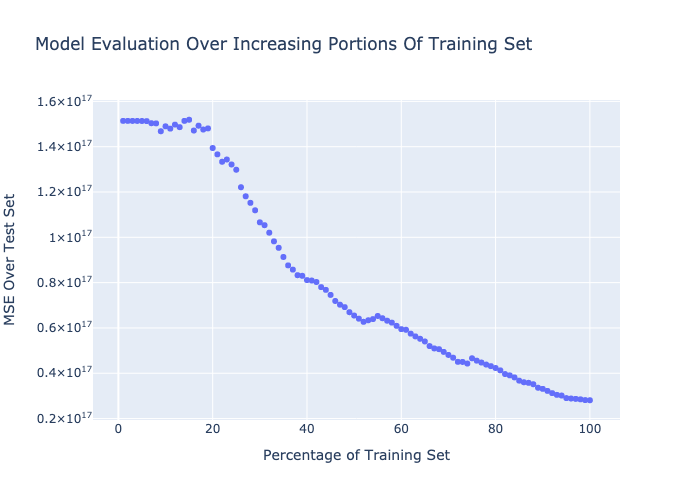 Model Evaluation Over Increasing Portions Of Training Set
1.6×10¹⁷
1.4×10¹⁷
1.2×10¹⁷
1×10¹⁷
0.8×10¹⁷
0.6×10¹⁷
0.4×10¹⁷
0.2×10¹⁷
MSE Over Test Set
0 20 40 60 80 100
Percentage of Training Set